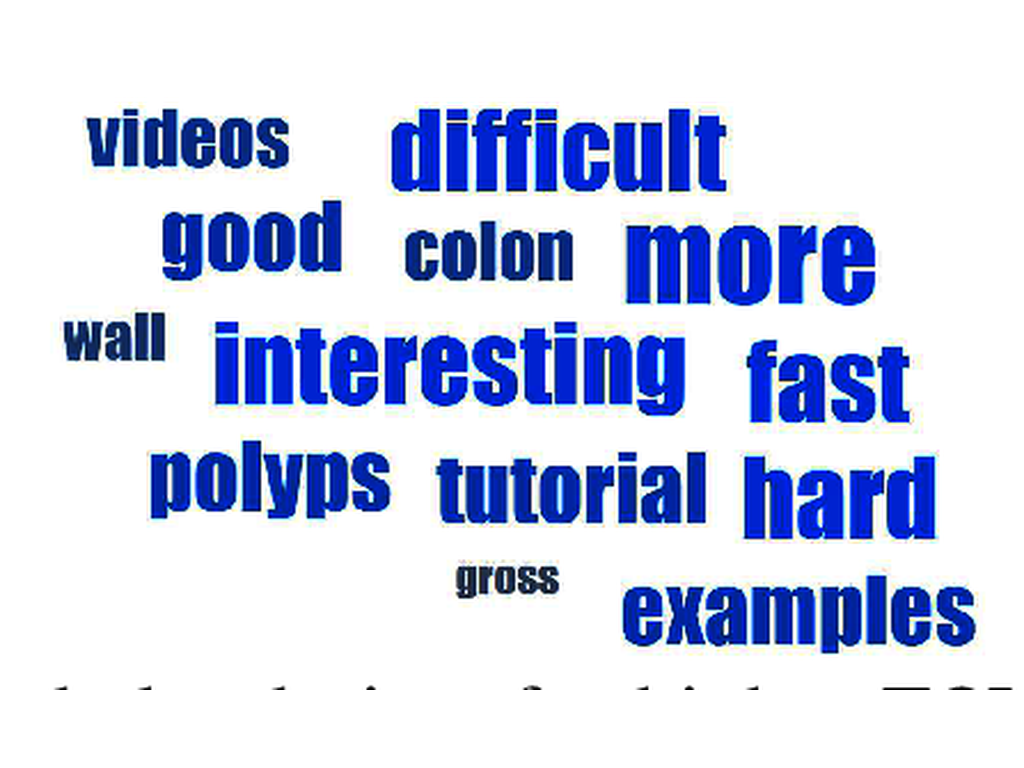 videos difficult
good colon more
wall interesting fast
polyps tutorial hard
gross examples